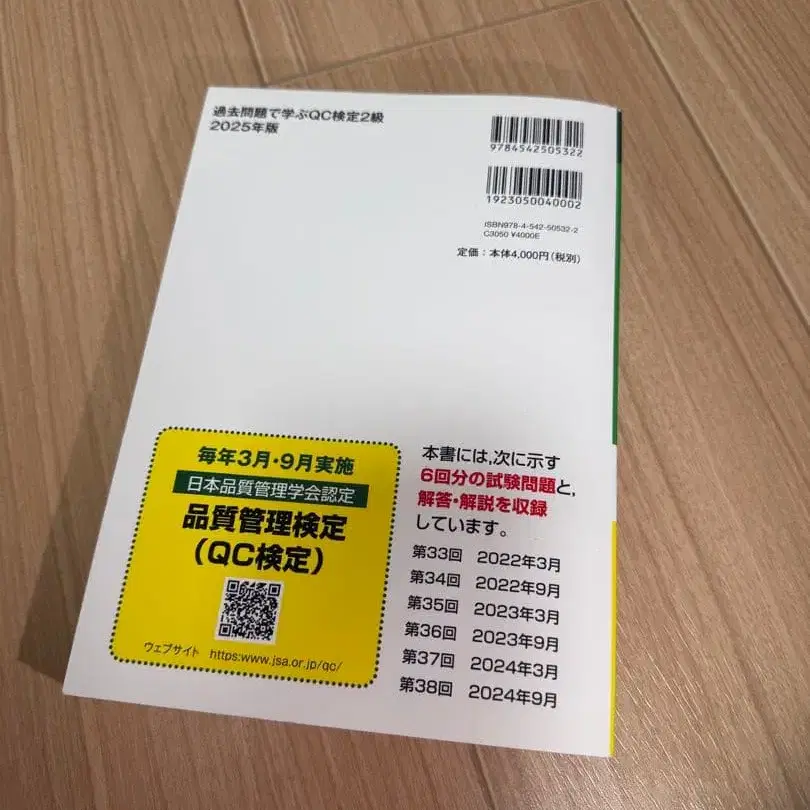 過去問題で学ぶQC検定2級
2025年版
9784542505322
1923050040002
ISBN978-4-542-50532-2
C3050 ¥4000E
定価：本体4,000円（税別）
毎年3月・9月実施
日本品質管理学会認定
品質管理検定
（QC検定）
ウェブサイト https:www.jsa.or.jp/qc/
本書には,次に示す
6回分の試験問題と,
解答・解説を収録
しています。
第33回 2022年3月
第34回 2022年9月
第35回 2023年3月
第36回 2023年9月
第37回 2024年3月
第38回 2024年9月